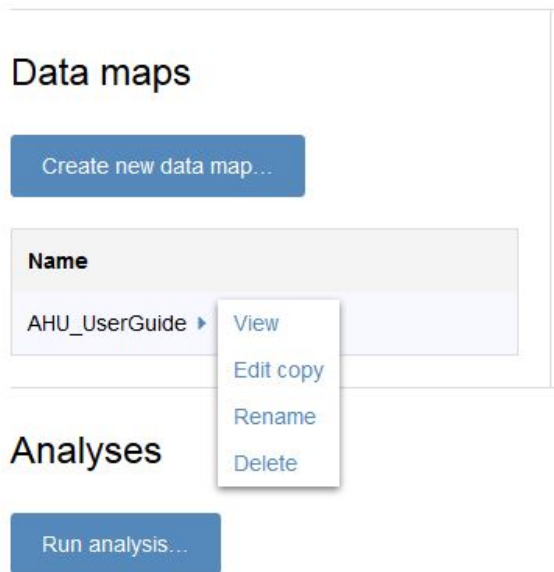 Data maps
Create new data map...
Name
AHU_UserGuide
View
Edit copy
Rename
Delete
Analyses
Run analysis...